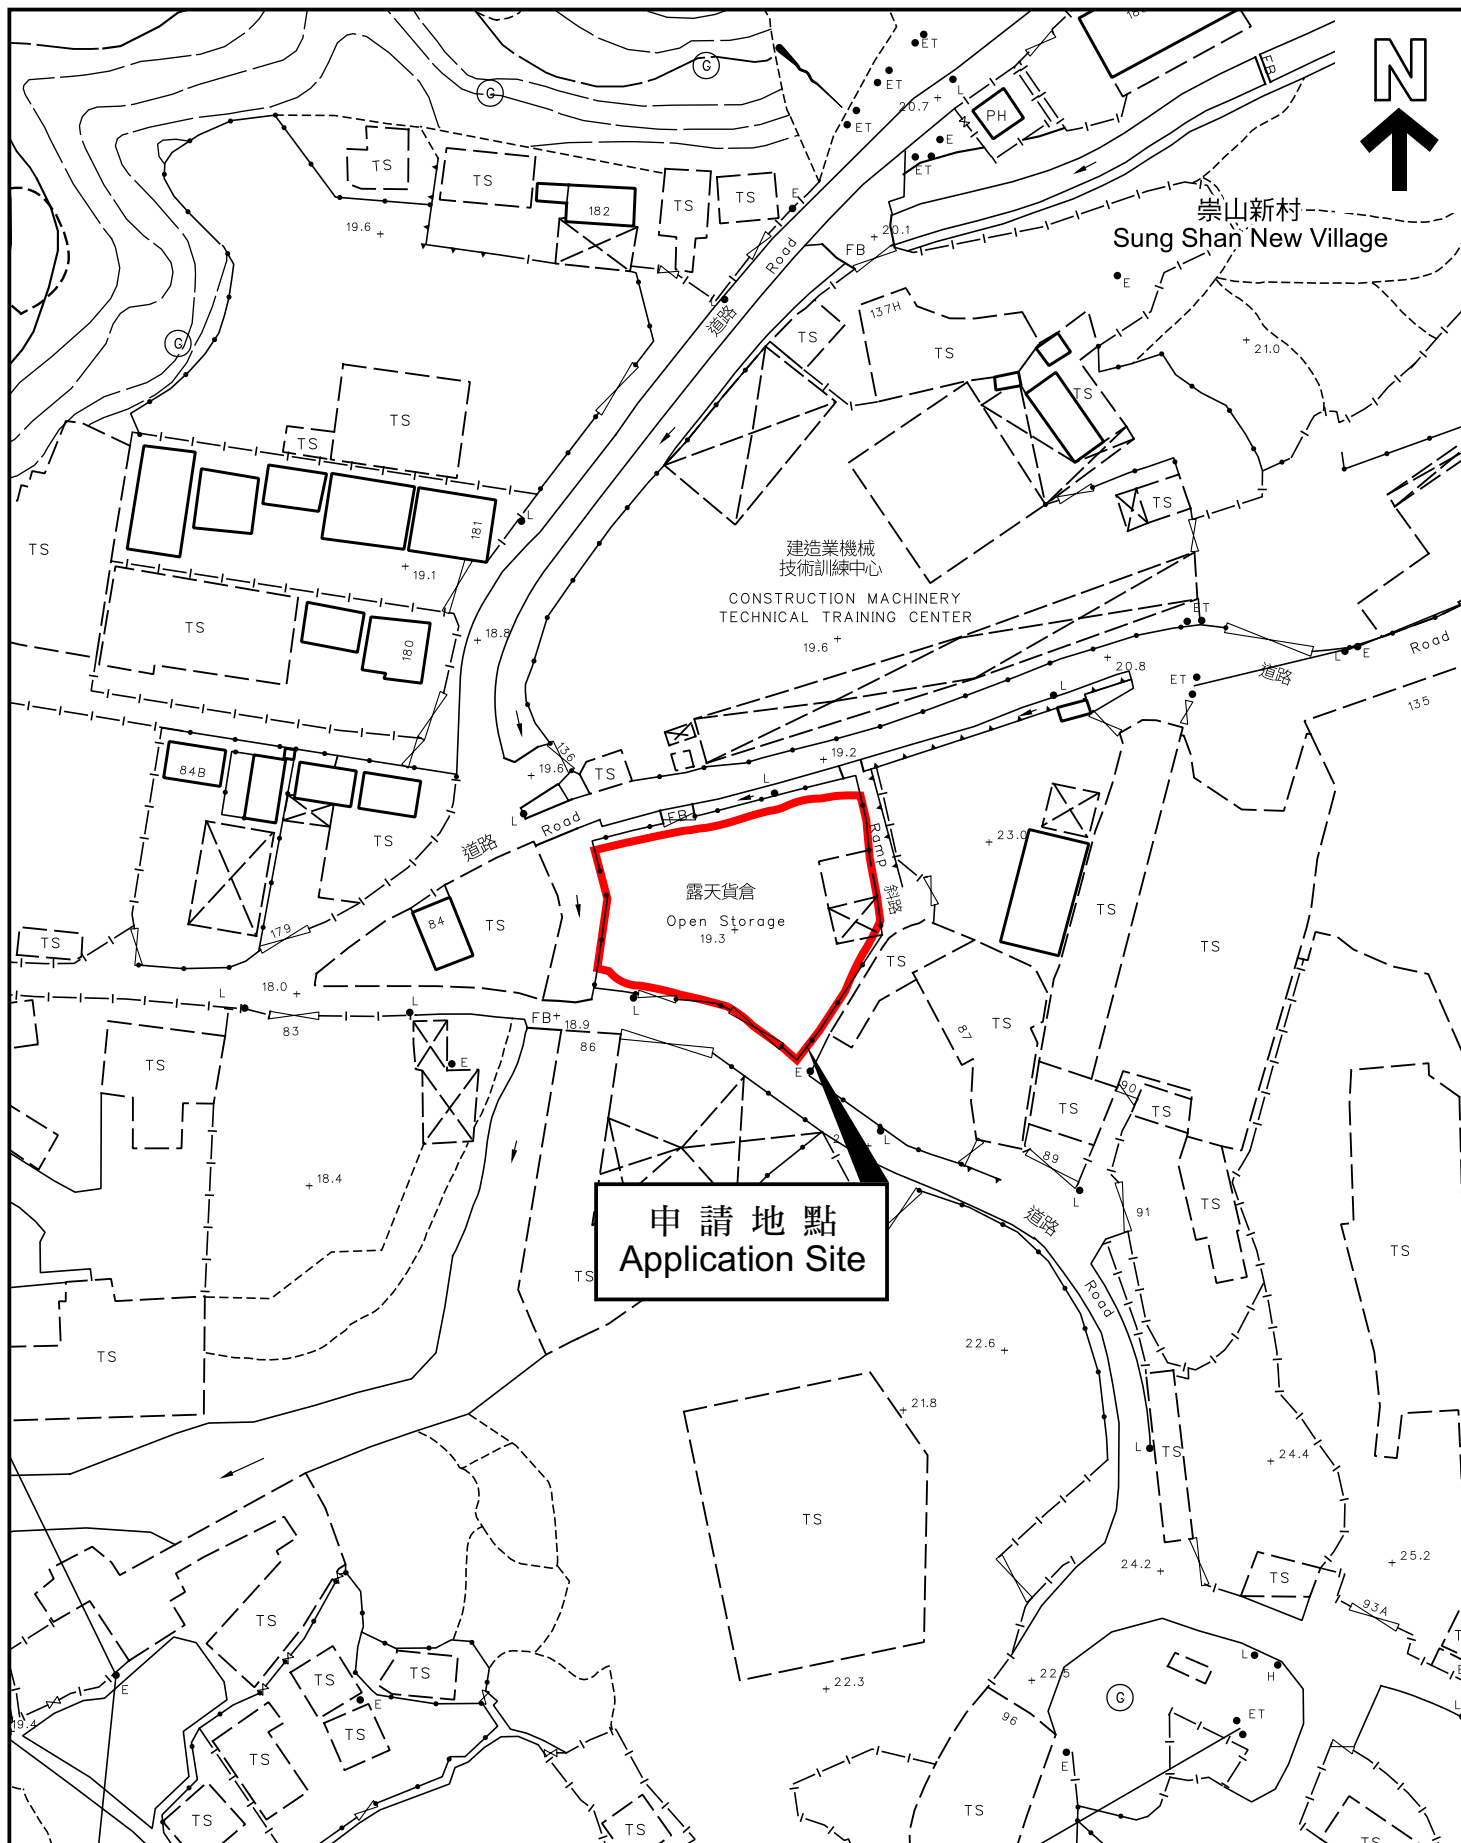 180
N
ET
ET
L
20.7
FB
ET
PH
E
ET
G
G
TS
TS
TS
TS
E
182
19.6
崇山新村
Sung Shan New Village
20.1
FB
Road
道路
E
137H
TS
TS
TS
21.0
G
TS
TS
L
181
TS
TS
19.1
建造業機械
技術訓練中心
CONSTRUCTION MACHINERY
TECHNICAL TRAINING CENTER
19.6
TS
180
18.8
ET
20.8
L
E
Road
道路
ET
L
135
136
19.6
TS
19.2
L
84B
L
Road
道路
FB
Ramp
斜路
23.0
TS
露天貨倉
Open Storage
19.3
TS
84
TS
TS
TS
179
TS
L
18.0
83
L
FB
18.9
86
L
TS
87
E
TS
E
L
90
TS
TS
89
L
91
TS
TS
道路
Road
18.4
申請地點
Application Site
TS
TS
22.6
21.8
L
TS
24.4
TS
24.2
25.2
TS
93A
TS
TS
TS
E
E
TS
22.3
22.5
L
H
G
ET
96
E
19.4
TS
TS
TS
TS
TS